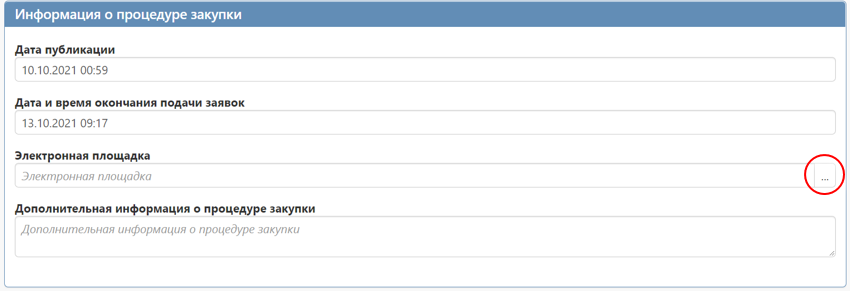 Информация о процедуре закупки
Дата публикации
10.10.2021 00:59
Дата и время окончания подачи заявок
13.10.2021 09:17
Электронная площадка
Электронная площадка
...
Дополнительная информация о процедуре закупки
Дополнительная информация о процедуре закупки